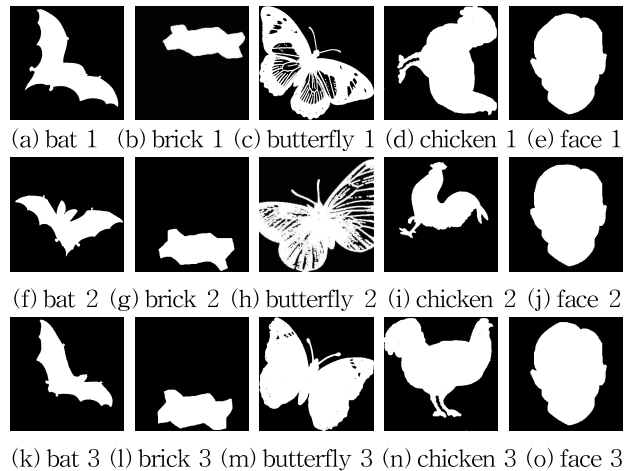 (a) bat 1 (b) brick 1 (c) butterfly 1 (d) chicken 1 (e) face 1
(f) bat 2 (g) brick 2 (h) butterfly 2 (i) chicken 2 (j) face 2
(k) bat 3 (l) brick 3 (m) butterfly 3 (n) chicken 3 (o) face 3